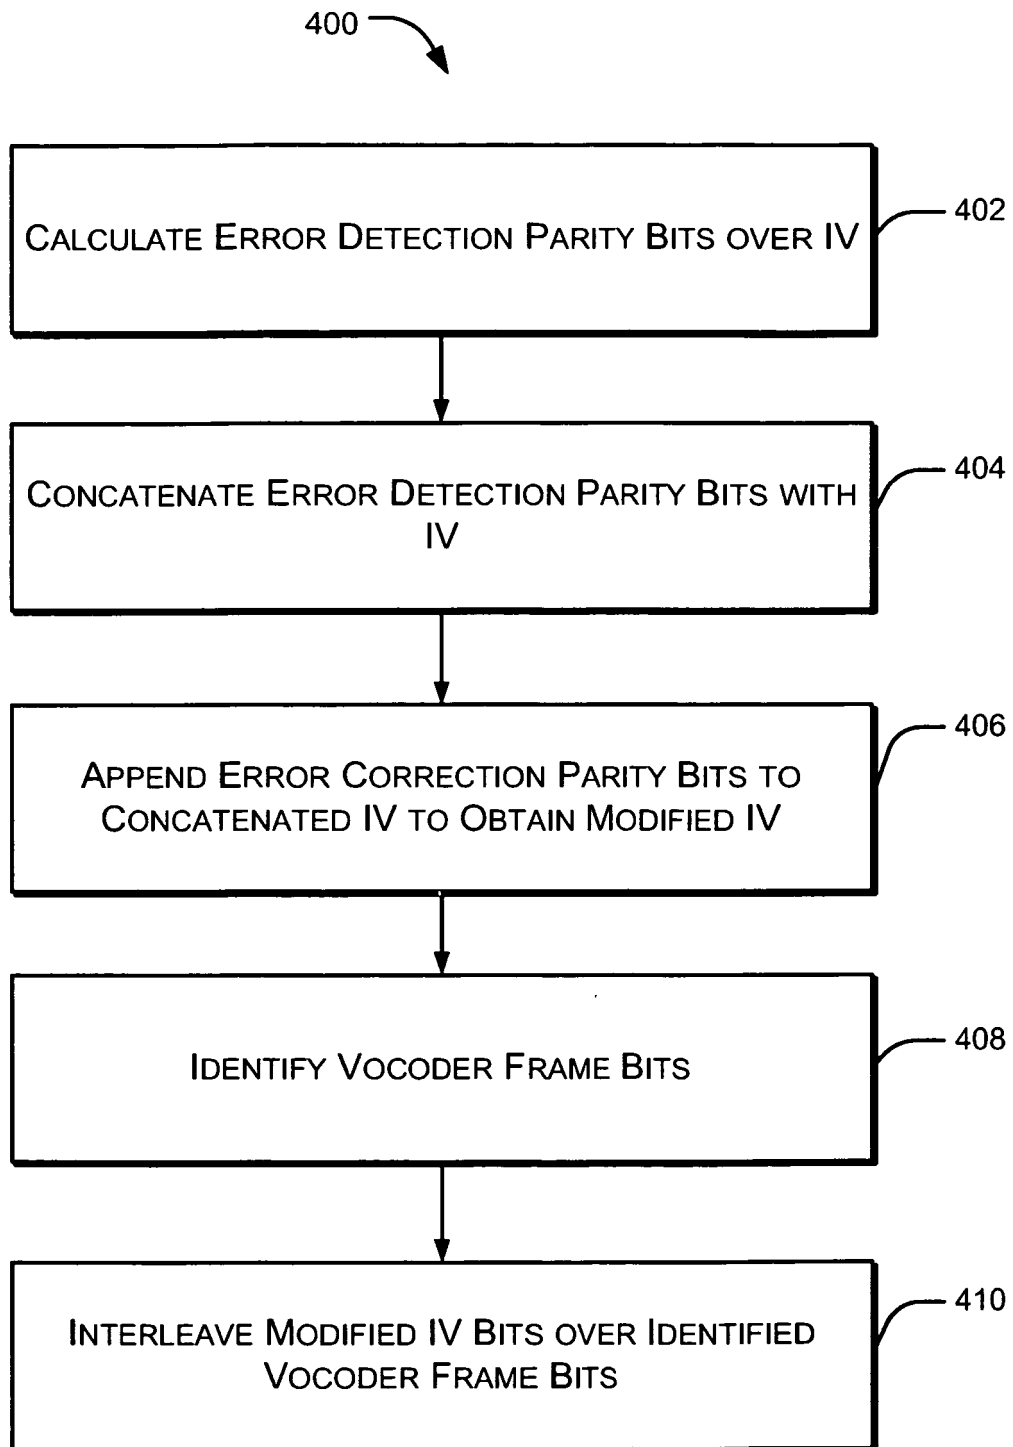 400
CALCULATE ERROR DETECTION PARITY BITS OVER IV
402
CONCATENATE ERROR DETECTION PARITY BITS WITH
IV
404
APPEND ERROR CORRECTION PARITY BITS TO
CONCATENATED IV TO OBTAIN MODIFIED IV
406
IDENTIFY VOCODER FRAME BITS
408
INTERLEAVE MODIFIED IV BITS OVER IDENTIFIED
VOCODER FRAME BITS
410